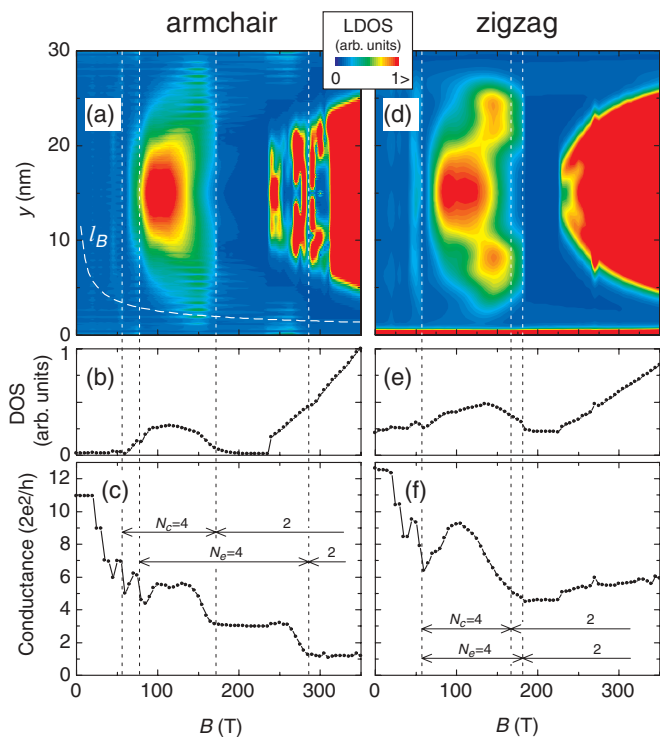 armchair
zigzag
LDOS
(arb. units)
0 1>
30
20
10
0
y (nm)
(a)
l_B
(d)
1
0
DOS
(arb. units)
(b)
(e)
12
10
8
6
4
2
0
Conductance (2e2/h)
(c)
N_c=4 2
N_e=4 2
(f)
N_c=4 2
N_e=4 2
0 100 200 300 0 100 200 300
B (T) B (T)